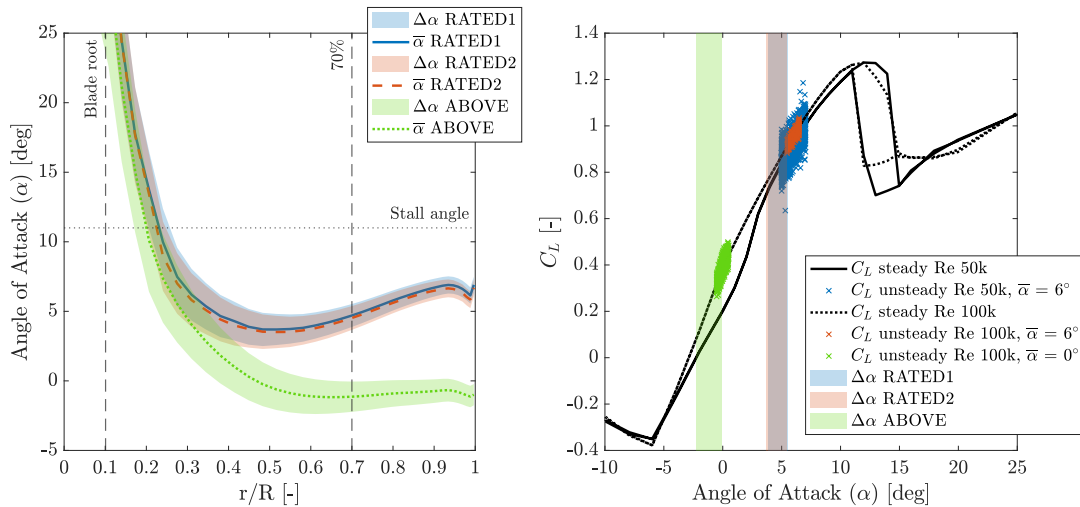 25
20
15
10
5
0
-5
Angle of Attack (α) [deg]
Blade root
70%
Stall angle
Δα RATED1
α̅ RATED1
Δα RATED2
α̅ RATED2
Δα ABOVE
α̅ ABOVE
0 0.1 0.2 0.3 0.4 0.5 0.6 0.7 0.8 0.9 1
r/R [-]
1.4
1.2
1
0.8
0.6
0.4
0.2
0
-0.2
-0.4
C_L [-]
C_L steady Re 50k
C_L unsteady Re 50k, α̅ = 6°
C_L steady Re 100k
C_L unsteady Re 100k, α̅ = 6°
C_L unsteady Re 100k, α̅ = 0°
Δα RATED1
Δα RATED2
Δα ABOVE
-10 -5 0 5 10 15 20 25
Angle of Attack (α) [deg]